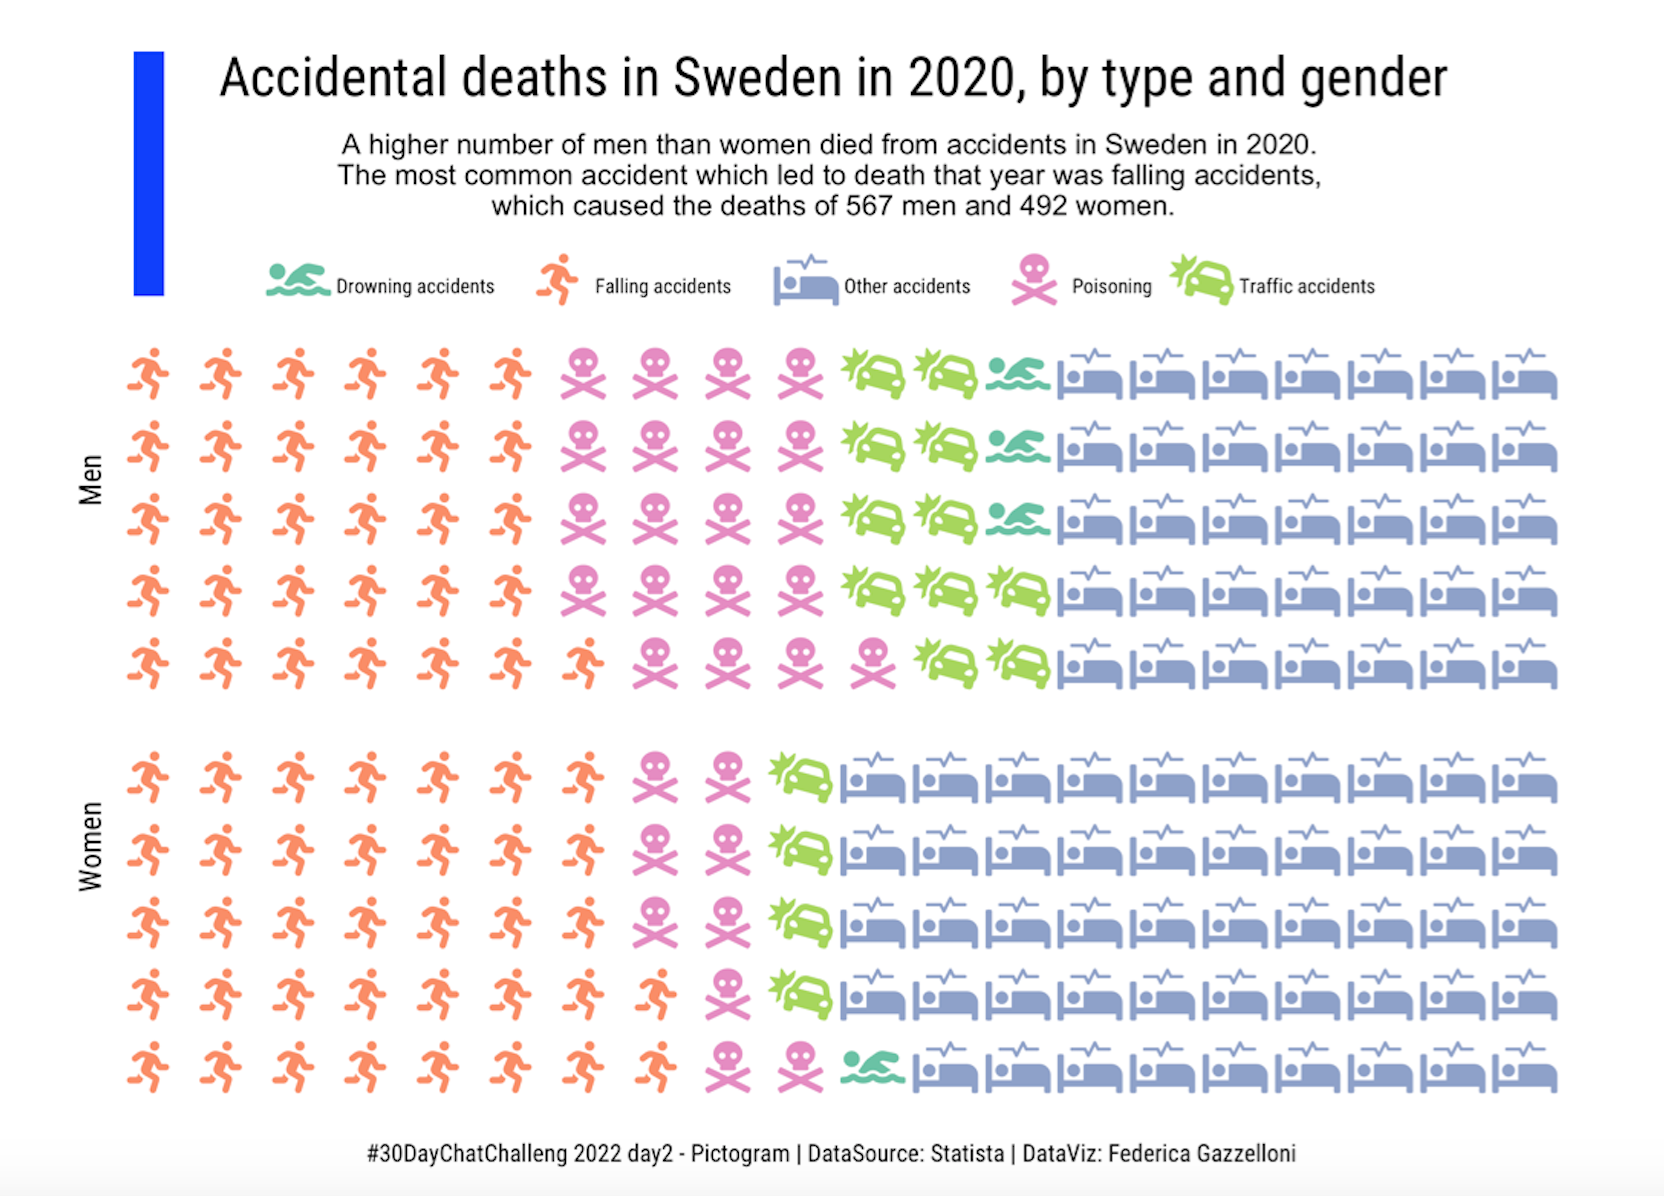 Accidental deaths in Sweden in 2020, by type and gender
A higher number of men than women died from accidents in Sweden in 2020.
The most common accident which led to death that year was falling accidents,
which caused the deaths of 567 men and 492 women.
Drowning accidents Falling accidents Other accidents Poisoning Traffic accidents
Men
Women
#30DayChatChalleng 2022 day2 - Pictogram | DataSource: Statista | DataViz: Federica Gazzelloni